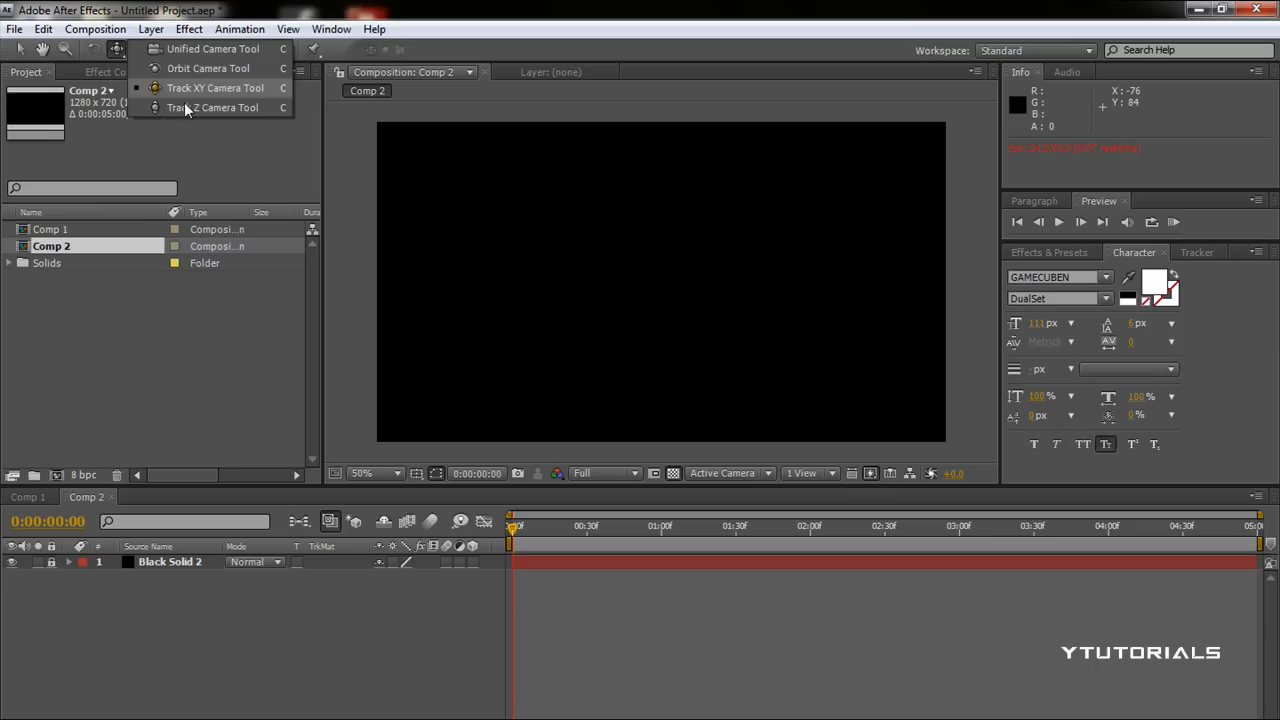 Adobe After Effects - Untitled Project.aep *
File Edit Composition Layer Effect Animation View Window Help
Unified Camera Tool C
Orbit Camera Tool C
Track XY Camera Tool C
Track Z Camera Tool C
Workspace: Standard
Search Help
Project
Effect Co
Comp 2
1280 x 720 (1
Δ 0:00:05:00,
Name Type Size Dura
Comp 1 Composi...n
Comp 2 Composi...n
Solids Folder
8 bpc
Composition: Comp 2
Layer: (none)
Comp 2
50%
0:00:00:00
Full
Active Camera
1 View
+0.0
Info Audio
R :
G :
B :
A : 0
X : -76
Y : 84
Paragraph Preview
Effects & Presets Character Tracker
GAMECUBEN
DualSet
111 px
6 px
Metrics
0
- px
100 %
100 %
0 px
0 %
T T TT TT T¹ T₁
Comp 1
Comp 2
0:00:00:00
00:30f 01:00f 01:30f 02:00f 02:30f 03:00f 03:30f 04:00f 04:30f 05:00
# Source Name Mode T TrkMat
1 Black Solid 2 Normal
YTUTORIALS